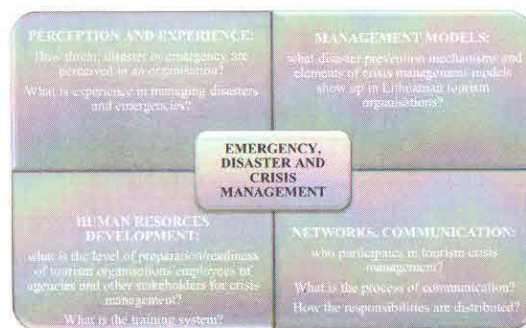 PERCEPTION AND EXPERIENCE:
How threat, disaster or emergency are
perceived in an organisation?
What is experience in managing disasters
and emergencies?
MANAGEMENT MODELS:
what disaster prevention mechanisms and
elements of crisis management models
show up in Lithuanian tourism
organisations?
EMERGENCY,
DISASTER AND
CRISIS
MANAGEMENT
HUMAN RESORCES
DEVELOPMENT:
what is the level of preparation/readiness
of tourism organisations employees of
agencies and other stakeholders for crisis
management?
What is the training system?
NETWORKS, COMMUNICATION:
who participates in tourism crisis
management?
What is the process of communication?
How the responsibilities are distributed?